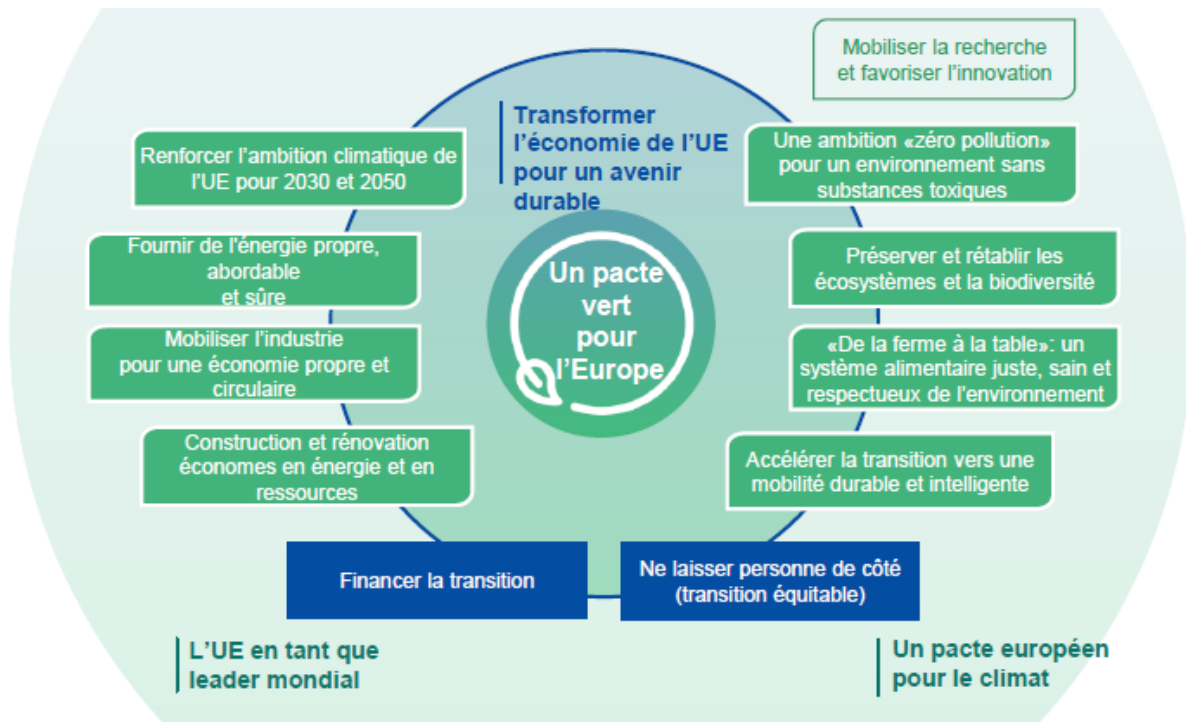 Mobiliser la recherche
et favoriser l’innovation
Transformer
l’économie de l’UE
pour un avenir
durable
Renforcer l’ambition climatique de
l’UE pour 2030 et 2050
Fournir de l'énergie propre,
abordable
et sûre
Mobiliser l’industrie
pour une économie propre et
circulaire
Construction et rénovation
économes en énergie et en
ressources
Un pacte
vert
pour
l’Europe
Une ambition «zéro pollution»
pour un environnement sans
substances toxiques
Préserver et rétablir les
écosystèmes et la biodiversité
«De la ferme à la table»: un
système alimentaire juste, sain et
respectueux de l’environnement
Accélérer la transition vers une
mobilité durable et intelligente
Financer la transition
Ne laisser personne de côté
(transition équitable)
L’UE en tant que
leader mondial
Un pacte européen
pour le climat